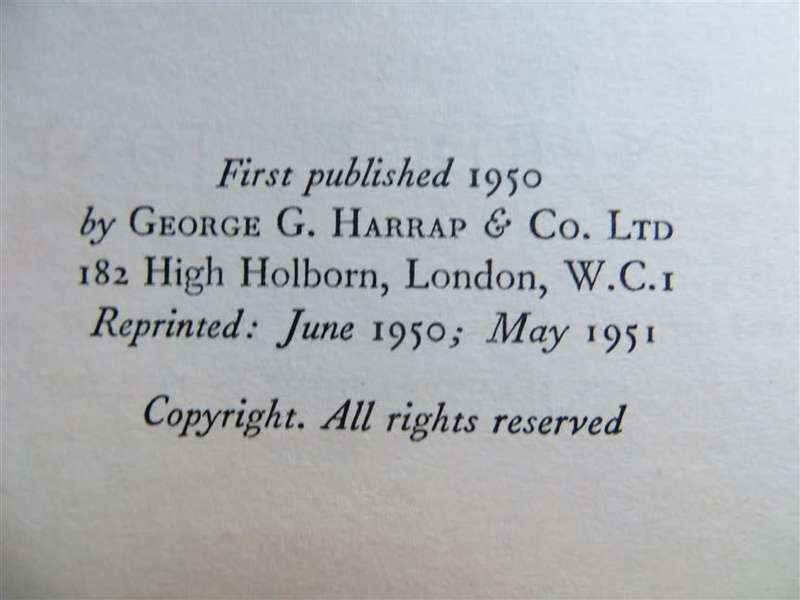 First published 1950
by George G. Harrap & Co. Ltd
182 High Holborn, London, W.C.1
Reprinted: June 1950; May 1951
Copyright. All rights reserved